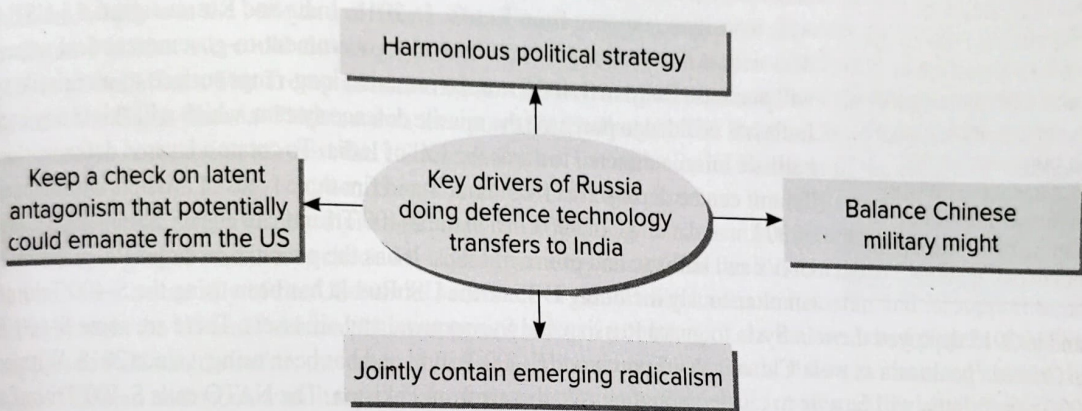 Harmonlous political strategy
Keep a check on latent
antagonism that potentially
could emanate from the US
Key drivers of Russia
doing defence technology
transfers to India
Balance Chinese
military might
Jointly contain emerging radicalism